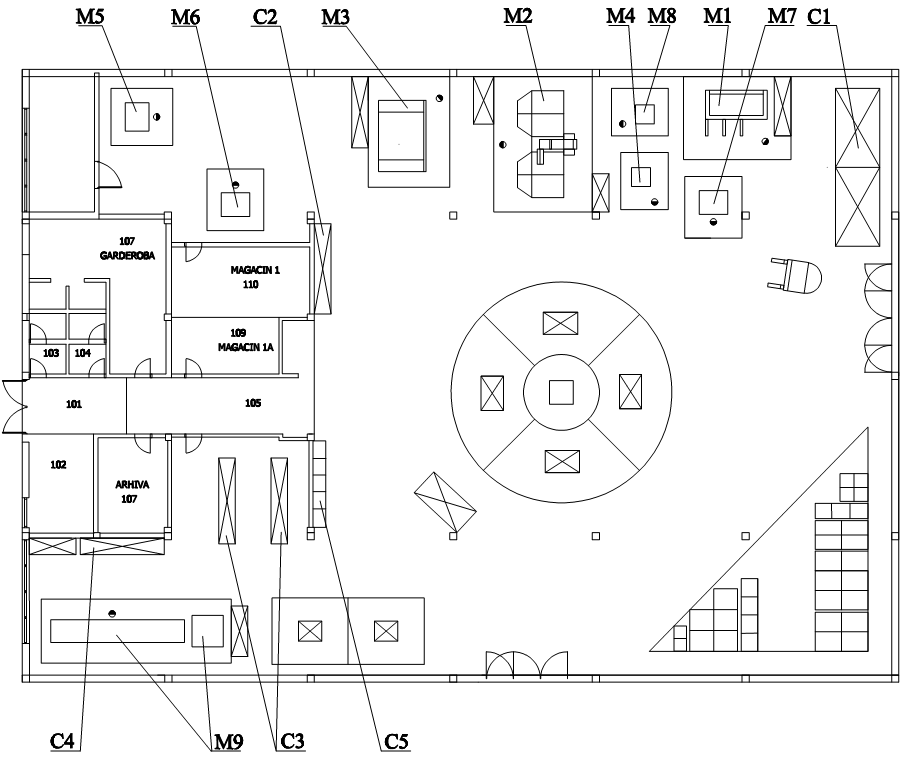 M5
M6
C2
M3
M2
M4
M8
M1
M7
C1
107
GARDEROBA
MAGACIN 1
110
109
MAGACIN 1A
103
104
101
105
102
ARHIVA
107
C4
M9
C3
C5